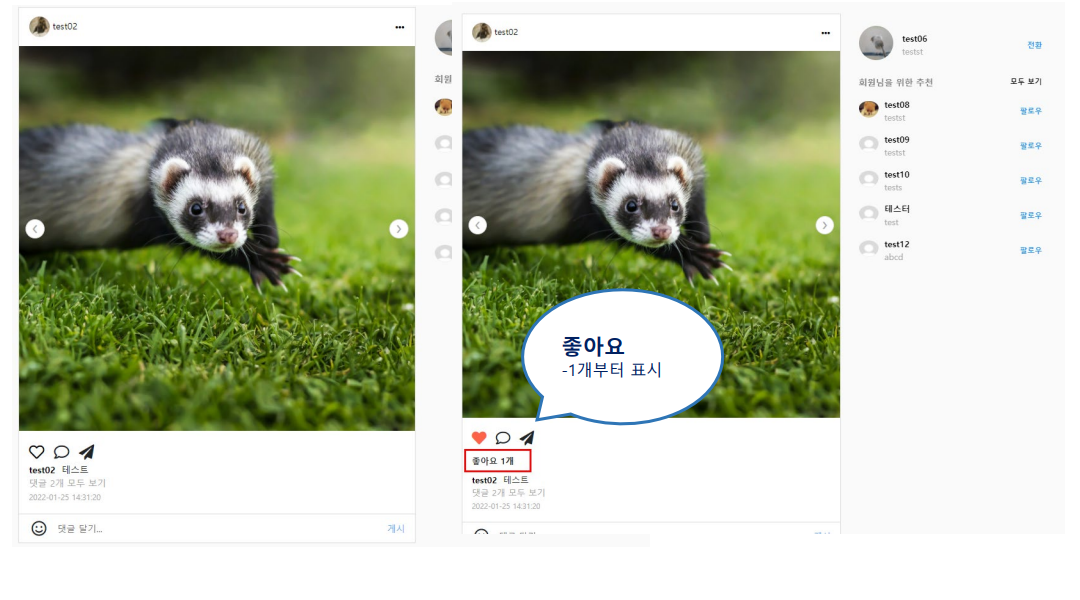 test02
회원
테스트
test02 테스트
댓글 2개 모두 보기
2022-01-25 14:31:20
댓글 달기...
게시
test02
좋아요
-1개부터 표시
좋아요 1개
test02 테스트
댓글 2개 모두 보기
2022-01-25 14:31:20
test06
testst
전환
회원님을 위한 추천
모두 보기
test08
testst
팔로우
test09
testst
팔로우
test10
tests
팔로우
테스터
test
팔로우
test12
abcd
팔로우